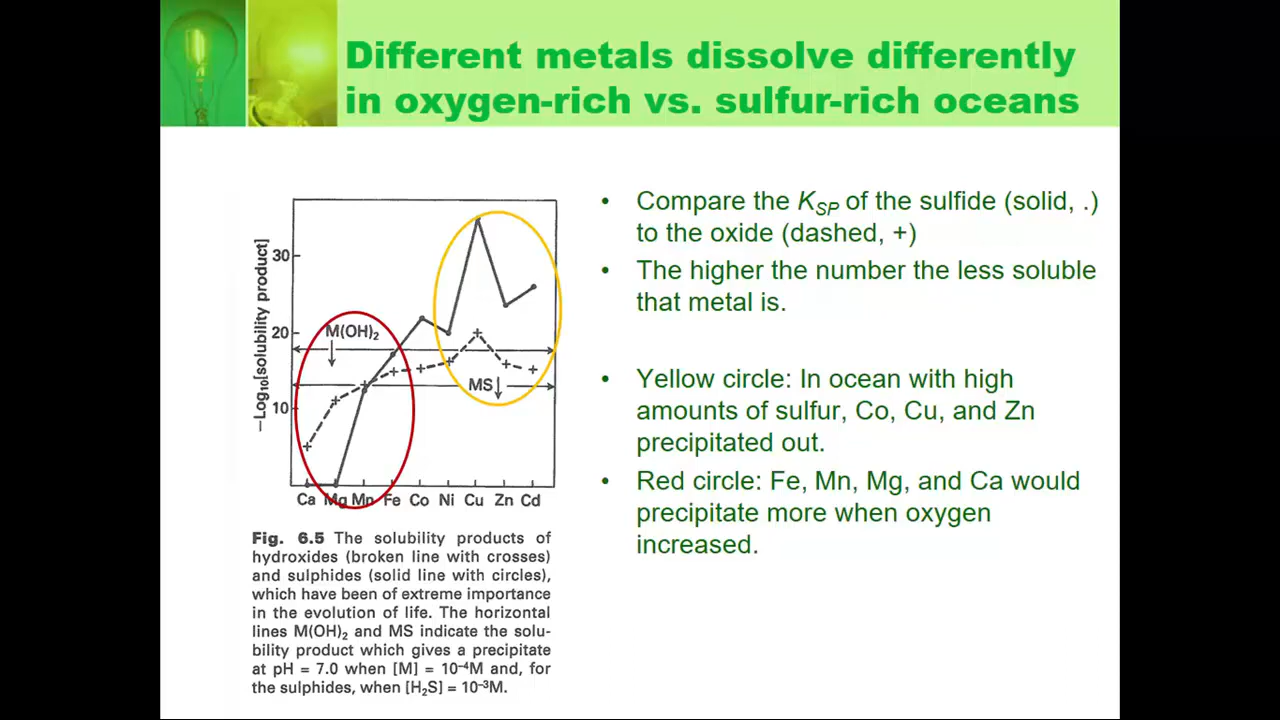 Different metals dissolve differently
in oxygen-rich vs. sulfur-rich oceans
• Compare the KSP of the sulfide (solid, .)
to the oxide (dashed, +)
• The higher the number the less soluble
that metal is.
• Yellow circle: In ocean with high
amounts of sulfur, Co, Cu, and Zn
precipitated out.
• Red circle: Fe, Mn, Mg, and Ca would
precipitate more when oxygen
increased.
−Log10[solubility product]
30
20
10
M(OH)2
MS
Ca Mg Mn Fe Co Ni Cu Zn Cd
Fig. 6.5 The solubility products of
hydroxides (broken line with crosses)
and sulphides (solid line with circles),
which have been of extreme importance
in the evolution of life. The horizontal
lines M(OH)2 and MS indicate the solu-
bility product which gives a precipitate
at pH = 7.0 when [M] = 10−4M and, for
the sulphides, when [H2S] = 10−3M.